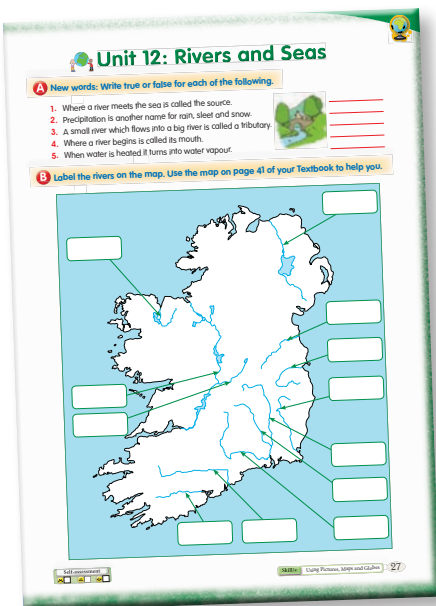 Unit 12: Rivers and Seas
A New words: Write true or false for each of the following.
1. Where a river meets the sea is called the source.
2. Precipitation is another name for rain, sleet and snow.
3. A small river which flows into a big river is called a tributary.
4. Where a river begins is called its mouth.
5. When water is heated it turns into water vapour.
B Label the rivers on the map. Use the map on page 41 of your Textbook to help you.
Self-assessment
Skills: Using Pictures, Maps and Globes 27